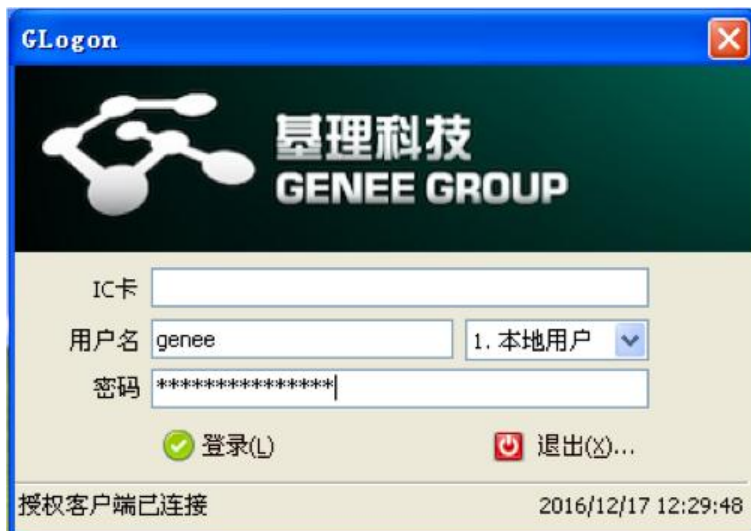 GLogon
基理科技
GENEE GROUP
IC卡
用户名 genee 1. 本地用户
密码 ***************
登录(L) 退出(X)...
授权客户端已连接 2016/12/17 12:29:48